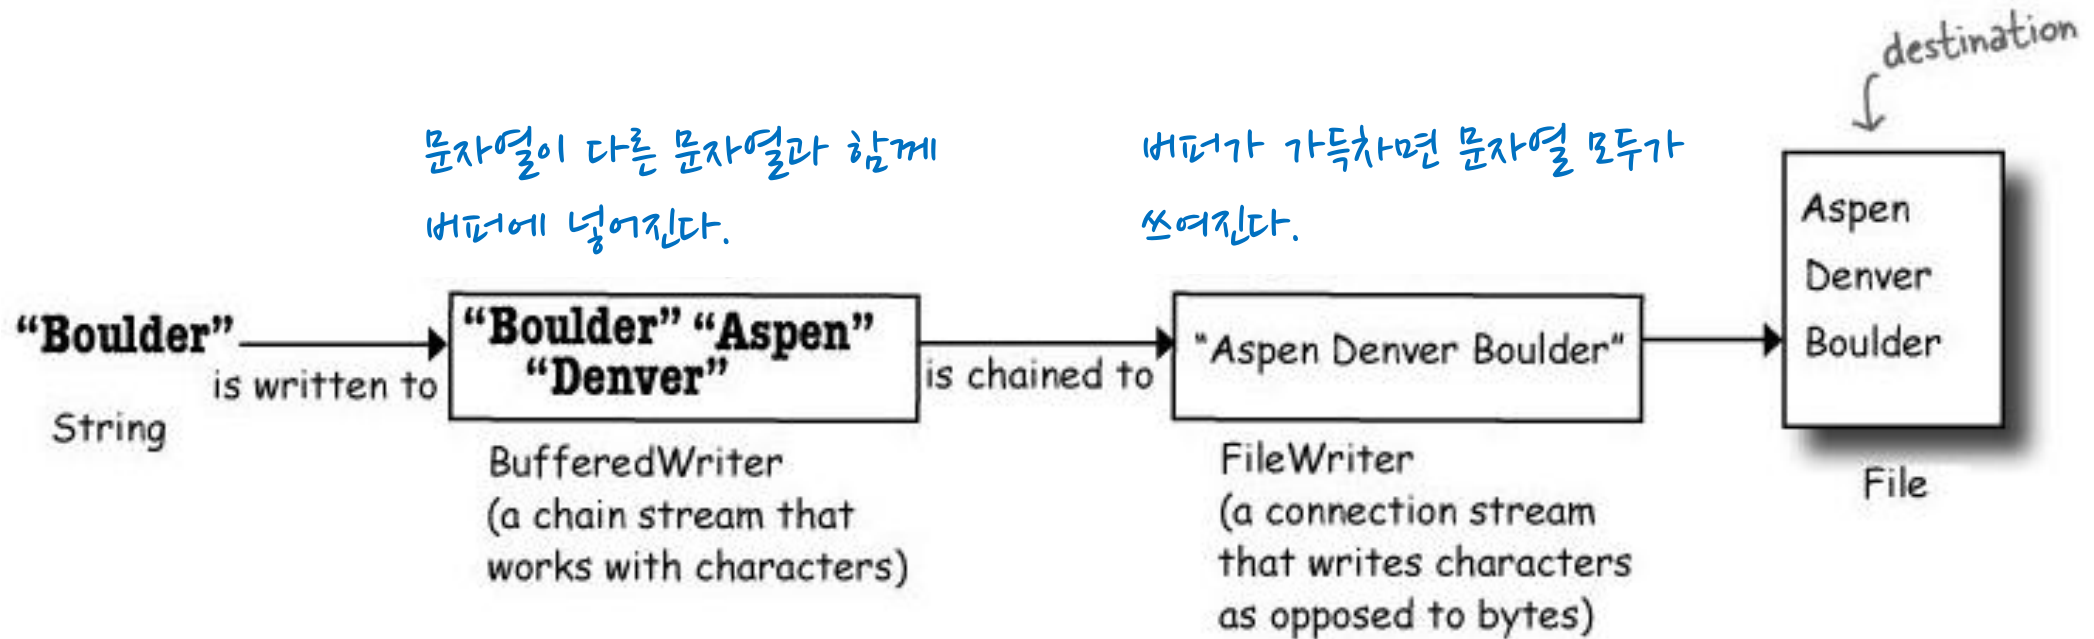 destination
문자열이 다른 문자열과 함께
버퍼에 넣어진다.
버퍼가 가득차면 문자열 모두가
쓰여진다.
“Boulder”
is written to
String
“Boulder” “Aspen”
“Denver”
BufferedWriter
(a chain stream that
works with characters)
is chained to
"Aspen Denver Boulder"
FileWriter
(a connection stream
that writes characters
as opposed to bytes)
Aspen
Denver
Boulder
File